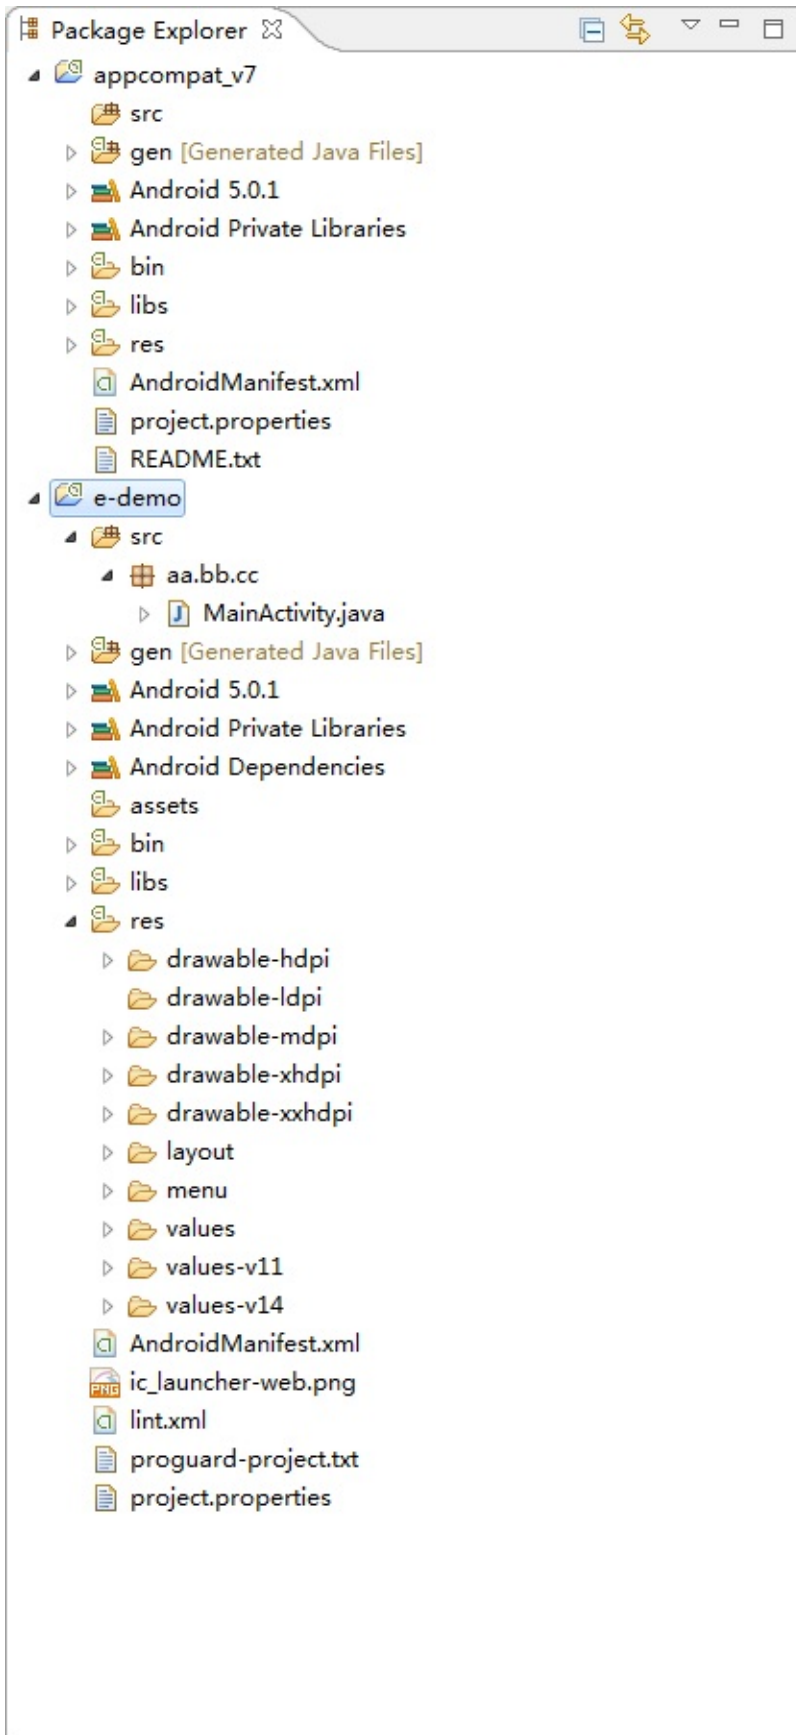 Package Explorer
appcompat_v7
src
gen [Generated Java Files]
Android 5.0.1
Android Private Libraries
bin
libs
res
AndroidManifest.xml
project.properties
README.txt
e-demo
src
aa.bb.cc
MainActivity.java
gen [Generated Java Files]
Android 5.0.1
Android Private Libraries
Android Dependencies
assets
bin
libs
res
drawable-hdpi
drawable-ldpi
drawable-mdpi
drawable-xhdpi
drawable-xxhdpi
layout
menu
values
values-v11
values-v14
AndroidManifest.xml
ic_launcher-web.png
lint.xml
proguard-project.txt
project.properties